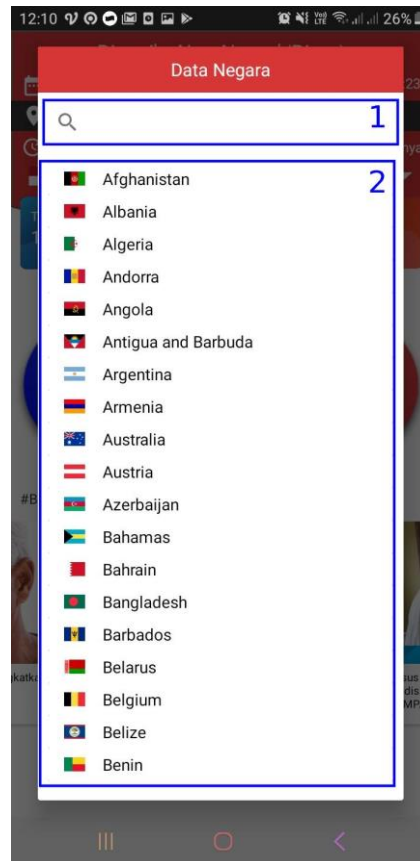 12:10 26%
Data Negara
1
2
Afghanistan
Albania
Algeria
Andorra
Angola
Antigua and Barbuda
Argentina
Armenia
Australia
Austria
Azerbaijan
Bahamas
Bahrain
Bangladesh
Barbados
Belarus
Belgium
Belize
Benin